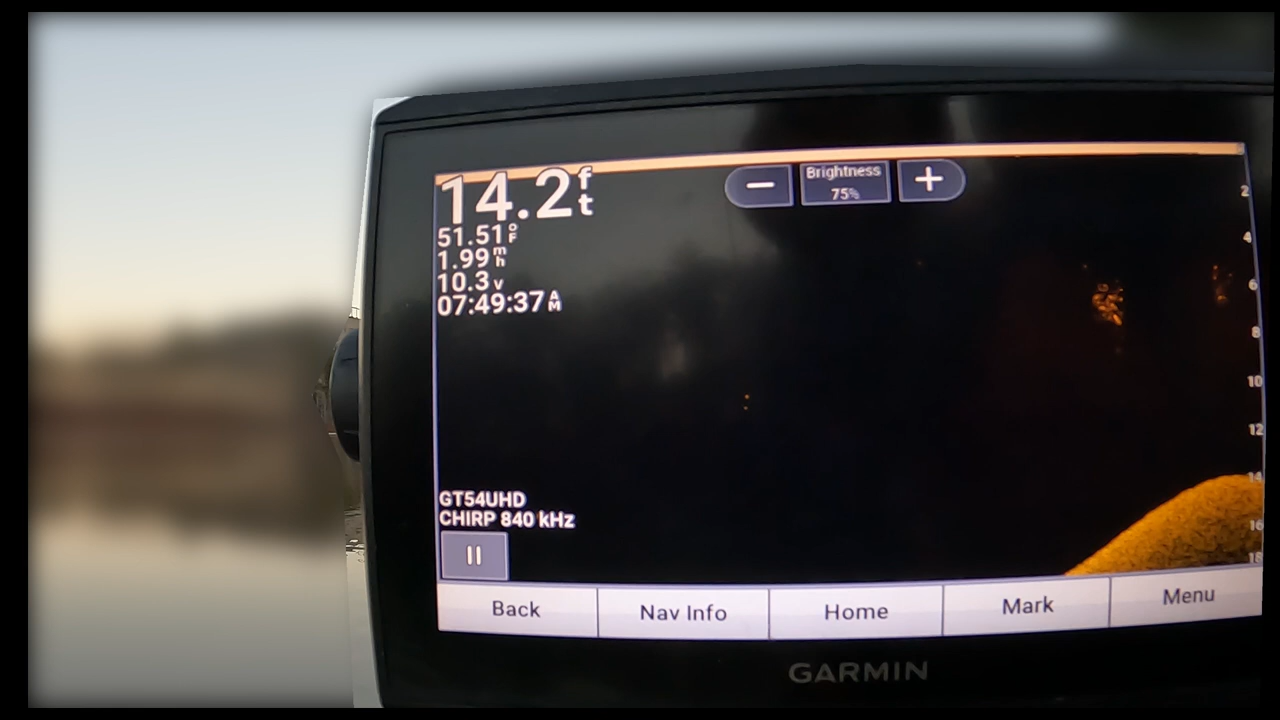 14.2 ft
Brightness
75%
51.51 °F
1.99 mh
10.3 v
07:49:37 AM
2
4
6
8
10
12
14
16
18
GT54UHD
CHIRP 840 kHz
Back
Nav Info
Home
Mark
Menu
GARMIN